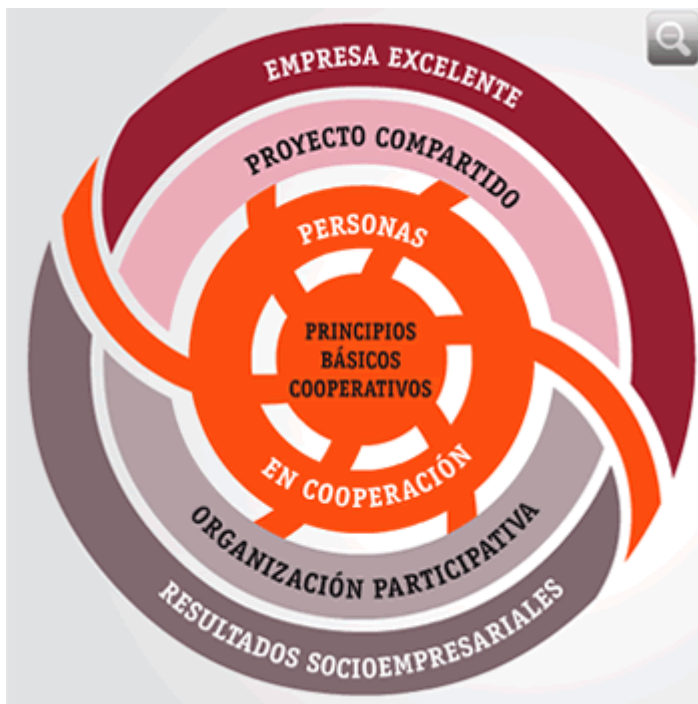 EMPRESA EXCELENTE
PROYECTO COMPARTIDO
PERSONAS
PRINCIPIOS
BÁSICOS
COOPERATIVOS
EN COOPERACIÓN
ORGANIZACIÓN PARTICIPATIVA
RESULTADOS SOCIOEMPRESARIALES